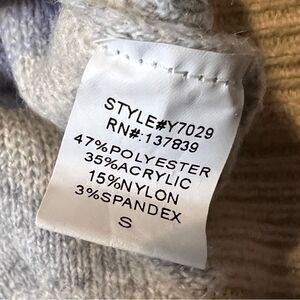 STYLE#Y7029
RN#:137839
47%POLYESTER
35%ACRYLIC
15%NYLON
3%SPANDEX
S